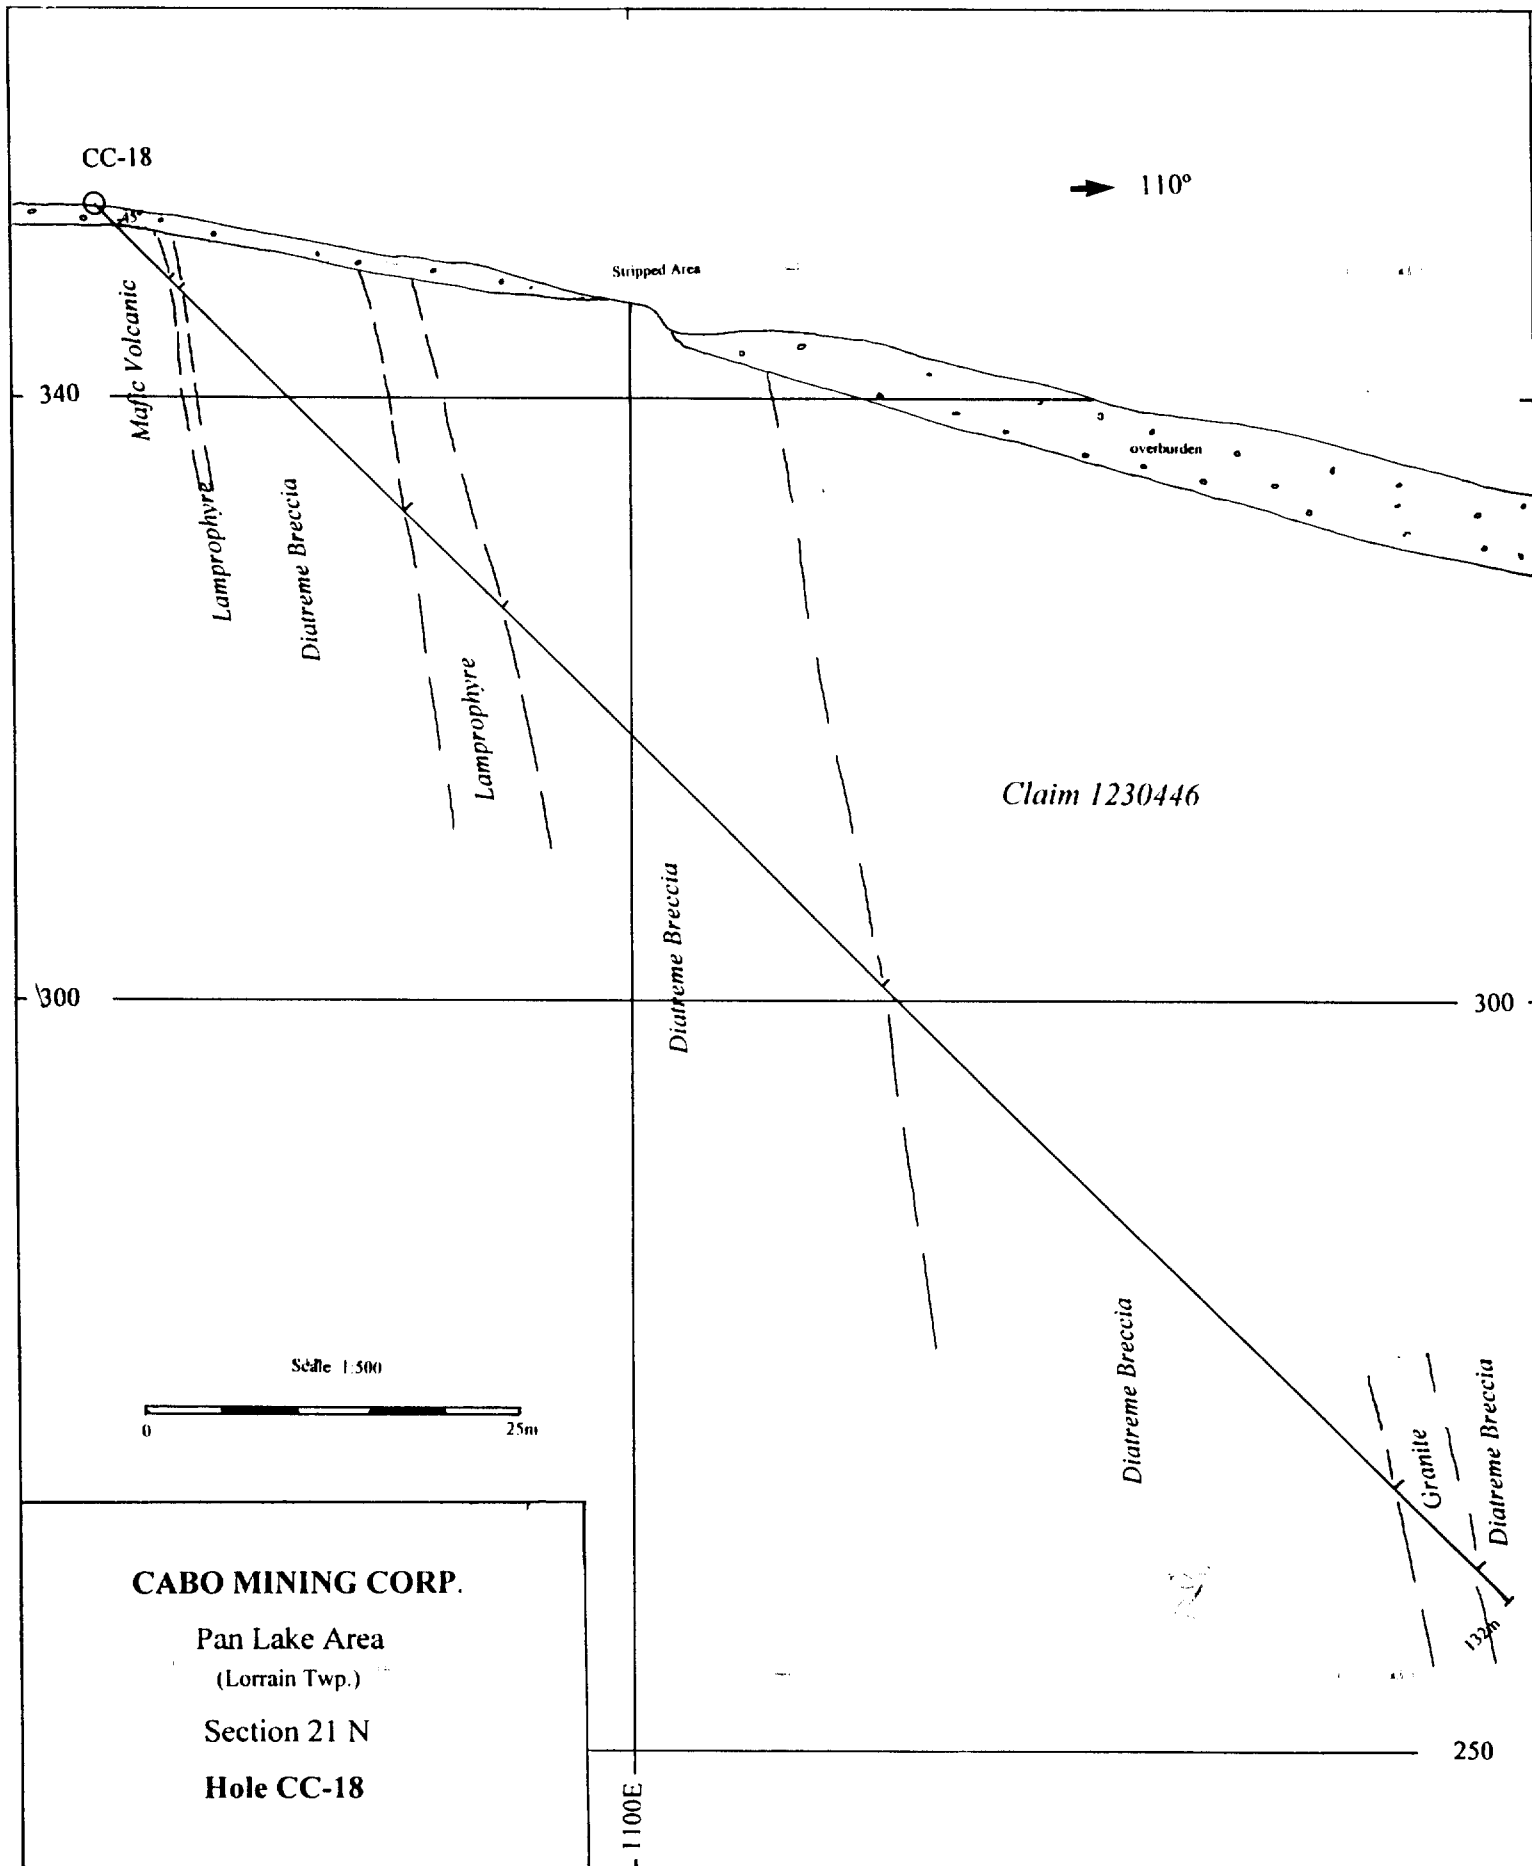 CC-18
110°
45°
Stripped Area
Mafic Volcanic
340
overburden
Lamprophyre
Diatreme Breccia
Lamprophyre
Claim 1230446
Diatreme Breccia
300
300
Diatreme Breccia
Granite
Diatreme Breccia
132m
Scale 1:500
0
25m
CABO MINING CORP.
Pan Lake Area
(Lorrain Twp.)
Section 21 N
Hole CC-18
250
1100E